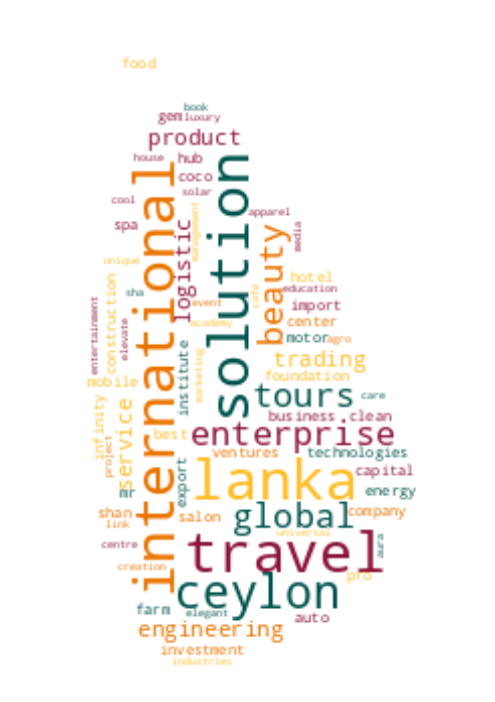 food
book
gem
luxury
product
house
hub
coco
solar
cool
international
solution
management
apparel
spa
logistic
beauty
media
unique
construction
hotel
education
sha
event
cafe
import
entertainment
elevate
academy
center
motor
agro
institute
marketing
trading
foundation
mobile
tours
care
infinity
service
business
clean
project
best
enterprise
ventures
technologies
export
lanka
capital
mr
energy
shan
link
salon
global
company
universal
centre
travel
aura
creation
ceylon
pro
farm
elegant
auto
engineering
investment
industries